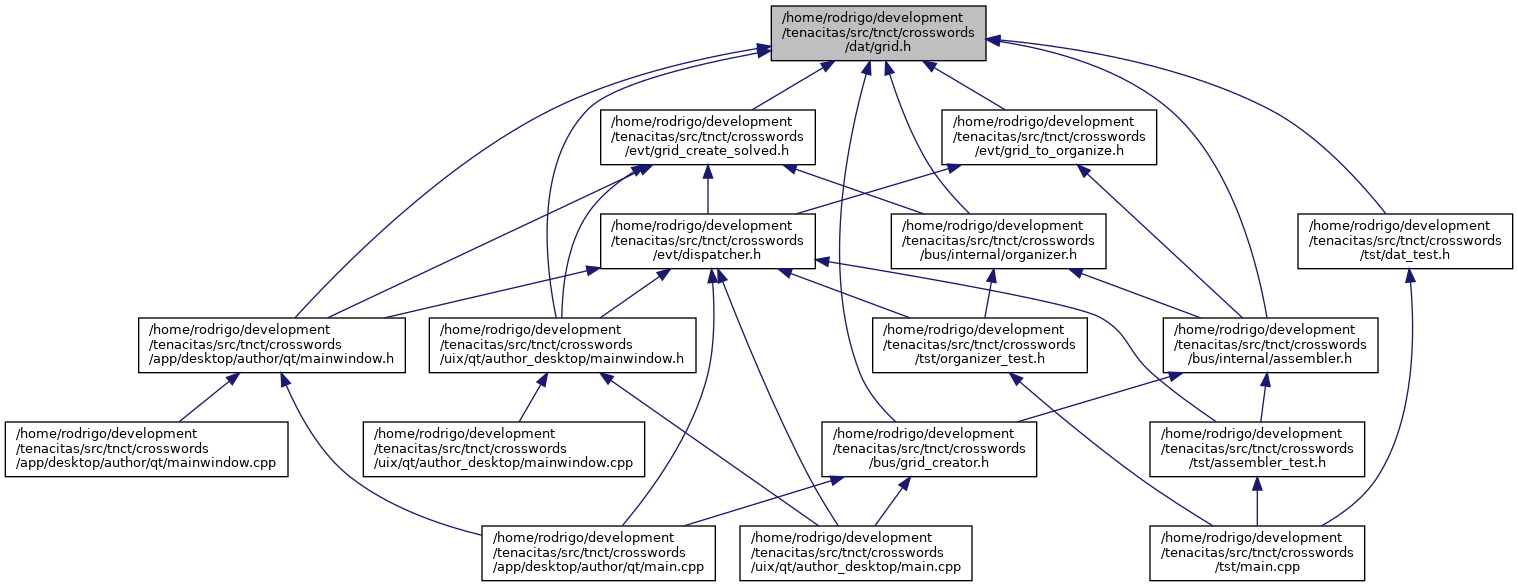 /home/rodrigo/development
/tenacitas/src/tnct/crosswords
/dat/grid.h
/home/rodrigo/development
/tenacitas/src/tnct/crosswords
/evt/grid_create_solved.h
/home/rodrigo/development
/tenacitas/src/tnct/crosswords
/evt/grid_to_organize.h
/home/rodrigo/development
/tenacitas/src/tnct/crosswords
/evt/dispatcher.h
/home/rodrigo/development
/tenacitas/src/tnct/crosswords
/bus/internal/organizer.h
/home/rodrigo/development
/tenacitas/src/tnct/crosswords
/tst/dat_test.h
/home/rodrigo/development
/tenacitas/src/tnct/crosswords
/app/desktop/author/qt/mainwindow.h
/home/rodrigo/development
/tenacitas/src/tnct/crosswords
/uix/qt/author_desktop/mainwindow.h
/home/rodrigo/development
/tenacitas/src/tnct/crosswords
/tst/organizer_test.h
/home/rodrigo/development
/tenacitas/src/tnct/crosswords
/bus/internal/assembler.h
/home/rodrigo/development
/tenacitas/src/tnct/crosswords
/app/desktop/author/qt/mainwindow.cpp
/home/rodrigo/development
/tenacitas/src/tnct/crosswords
/uix/qt/author_desktop/mainwindow.cpp
/home/rodrigo/development
/tenacitas/src/tnct/crosswords
/bus/grid_creator.h
/home/rodrigo/development
/tenacitas/src/tnct/crosswords
/tst/assembler_test.h
/home/rodrigo/development
/tenacitas/src/tnct/crosswords
/app/desktop/author/qt/main.cpp
/home/rodrigo/development
/tenacitas/src/tnct/crosswords
/uix/qt/author_desktop/main.cpp
/home/rodrigo/development
/tenacitas/src/tnct/crosswords
/tst/main.cpp